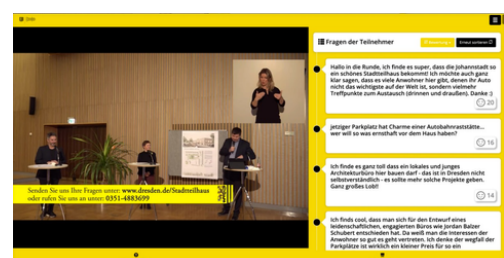 Fragen der Teilnehmer
Erneut sortieren
Hallo in die Runde, ich finde es super, dass die Johannstadt so
ein schönes Stadtteilhaus bekommt! Ich möchte auch ganz
klar sagen, dass es viele Anwohner hier gibt, denen ihr Auto
nicht das wichtigste auf der Welt ist, sondern vielmehr
Treffpunkte zum Austausch (drinnen und draußen). Danke :)
20
jetziger Parkplatz hat Charme einer Autobahnraststätte...
wer will so was ernsthaft vor dem Haus haben?
16
Ich finde es ganz toll dass ein lokales und junges
Architekturbüro hier bauen darf - das ist in Dresden nicht
selbstverständlich - es sollte mehr solche Projekte geben.
Ganz großes Lob!!
14
Ich finds cool, dass man sich für den Entwurf eines
leidenschaftlichen, engagierten Büros wie Jordan Balzer
Schubert entschieden hat. Da weiß man die Interessen der
Anwohner so gut es geht vertreten. Ich denke der wegfall der
Parkplätze ist wirklich ein kleiner Preis für so ein
Senden Sie uns Ihre Fragen unter: www.dresden.de/Stadtteilhaus
oder rufen Sie uns an unter: 0351-4883699